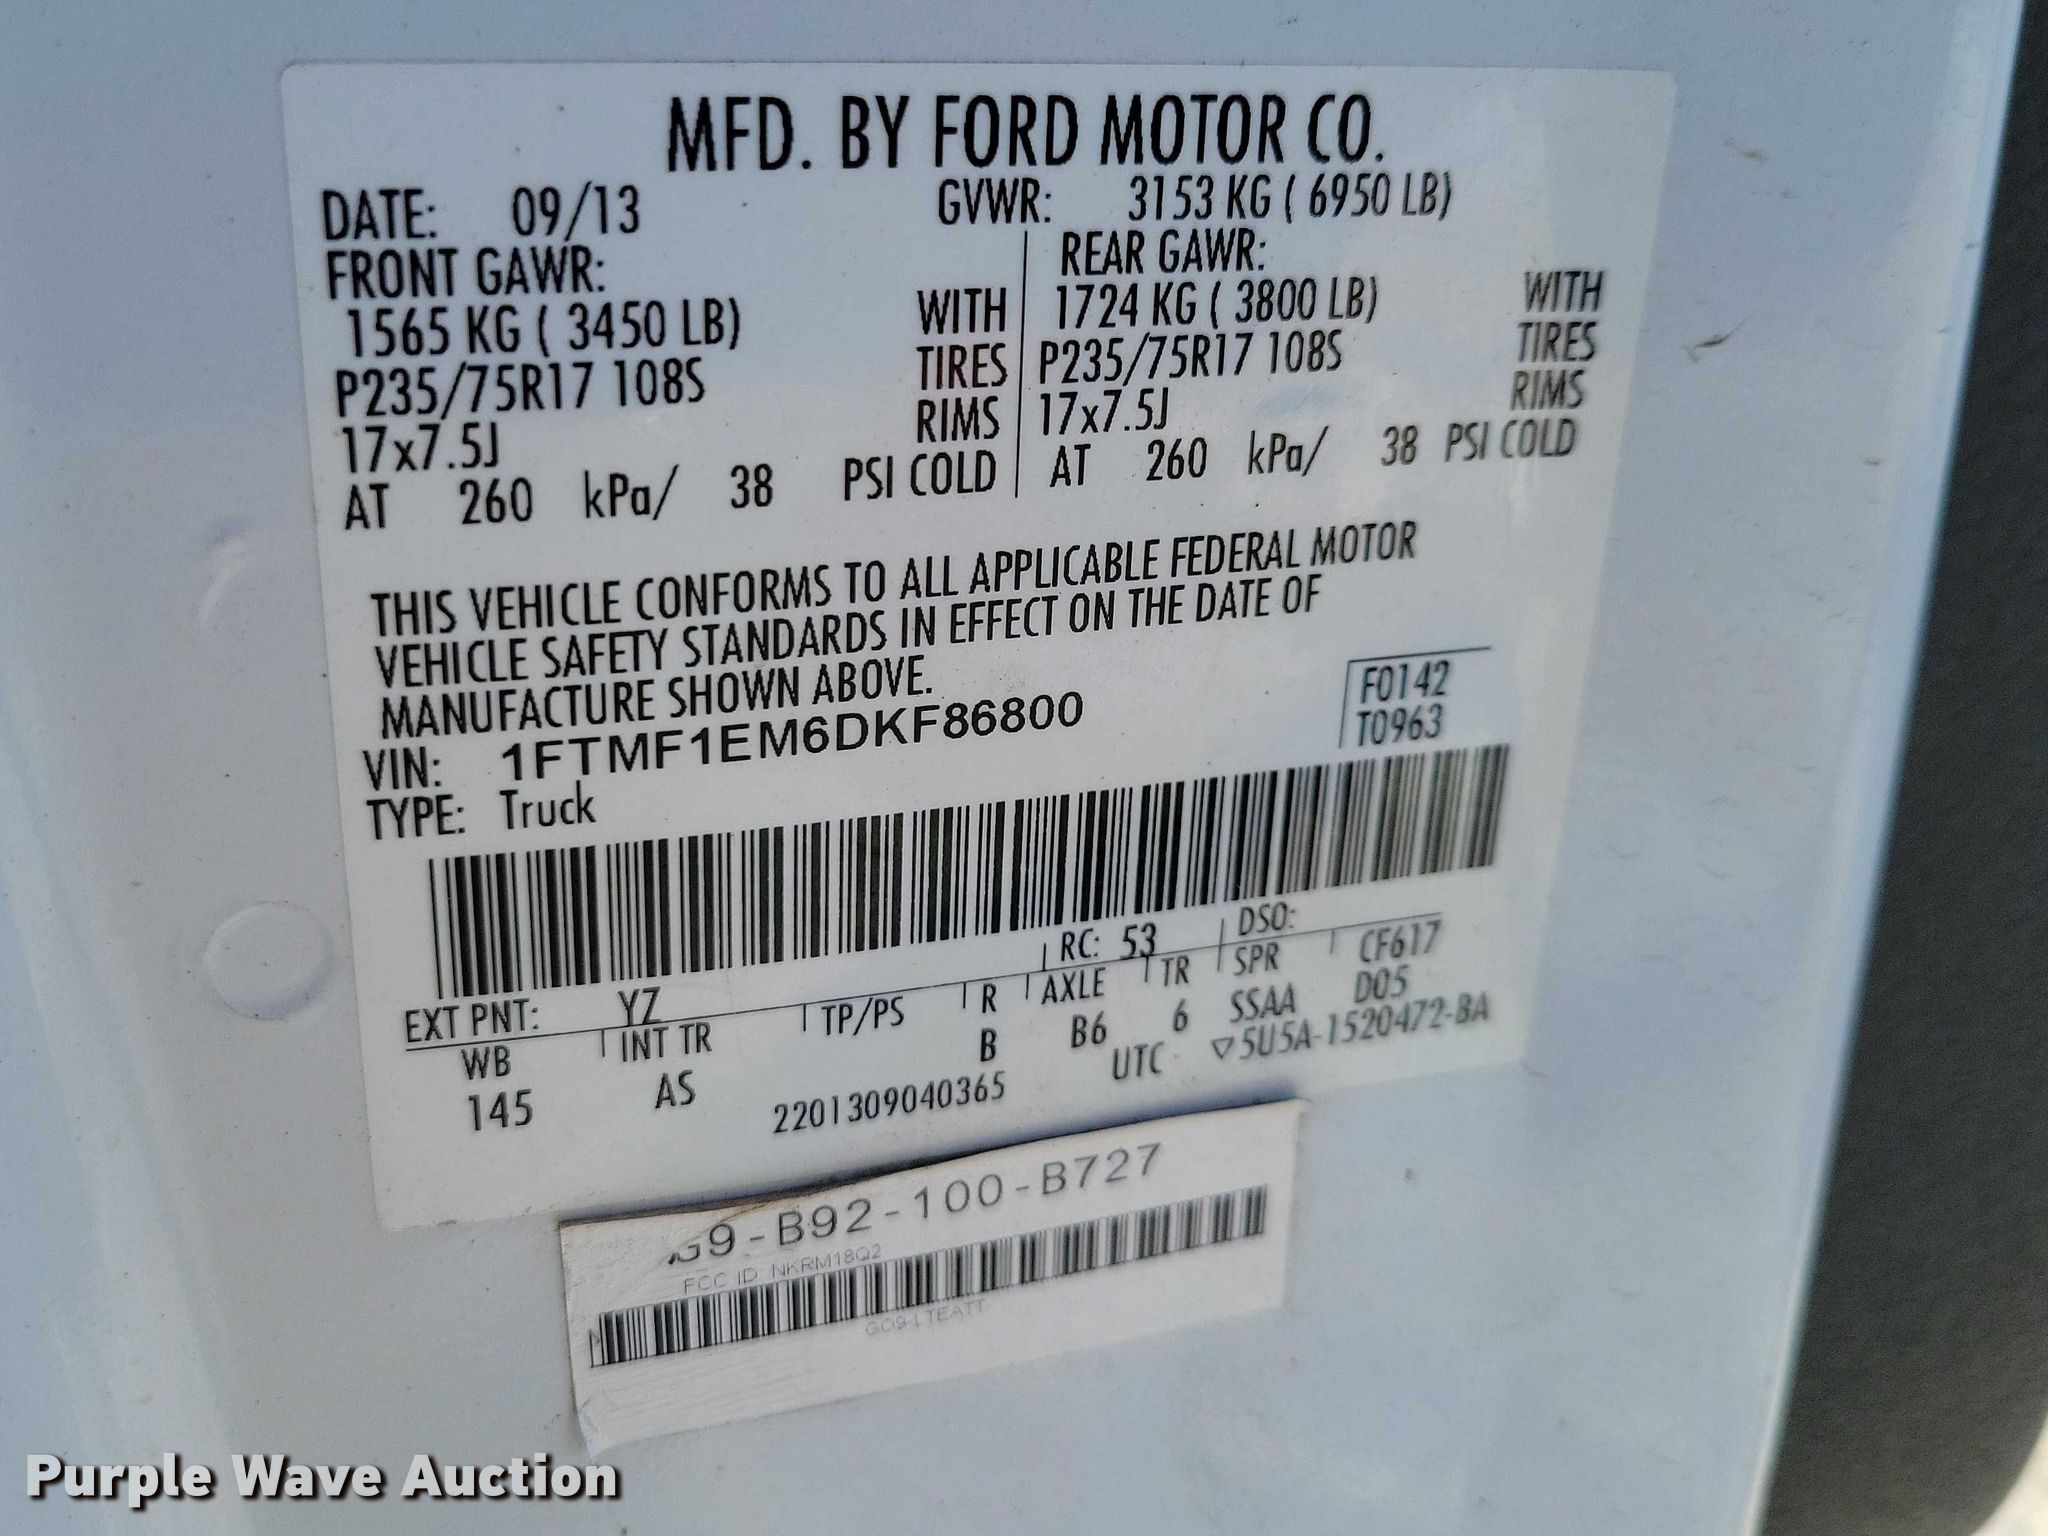 MFD. BY FORD MOTOR CO.
DATE: 09/13 GVWR: 3153 KG ( 6950 LB)
FRONT GAWR: REAR GAWR:
1565 KG ( 3450 LB) WITH 1724 KG ( 3800 LB) WITH
P235/75R17 108S TIRES P235/75R17 108S TIRES
17x7.5J RIMS 17x7.5J RIMS
AT 260 kPa/ 38 PSI COLD AT 260 kPa/ 38 PSI COLD
THIS VEHICLE CONFORMS TO ALL APPLICABLE FEDERAL MOTOR
VEHICLE SAFETY STANDARDS IN EFFECT ON THE DATE OF
MANUFACTURE SHOWN ABOVE.
F0142
T0963
VIN: 1FTMF1EM6DKF86800
TYPE: Truck
EXT PNT: YZ RC: 53 DSO: CF617
WB INT TR TP/PS R AXLE TR SPR D05
145 AS B B6 6 SSAA
2201309040365 UTC ▽5U5A-1520472-BA
G9-B92-100-B727
FCC ID NKRM18Q2
GO9-LTEATT
Purple Wave Auction